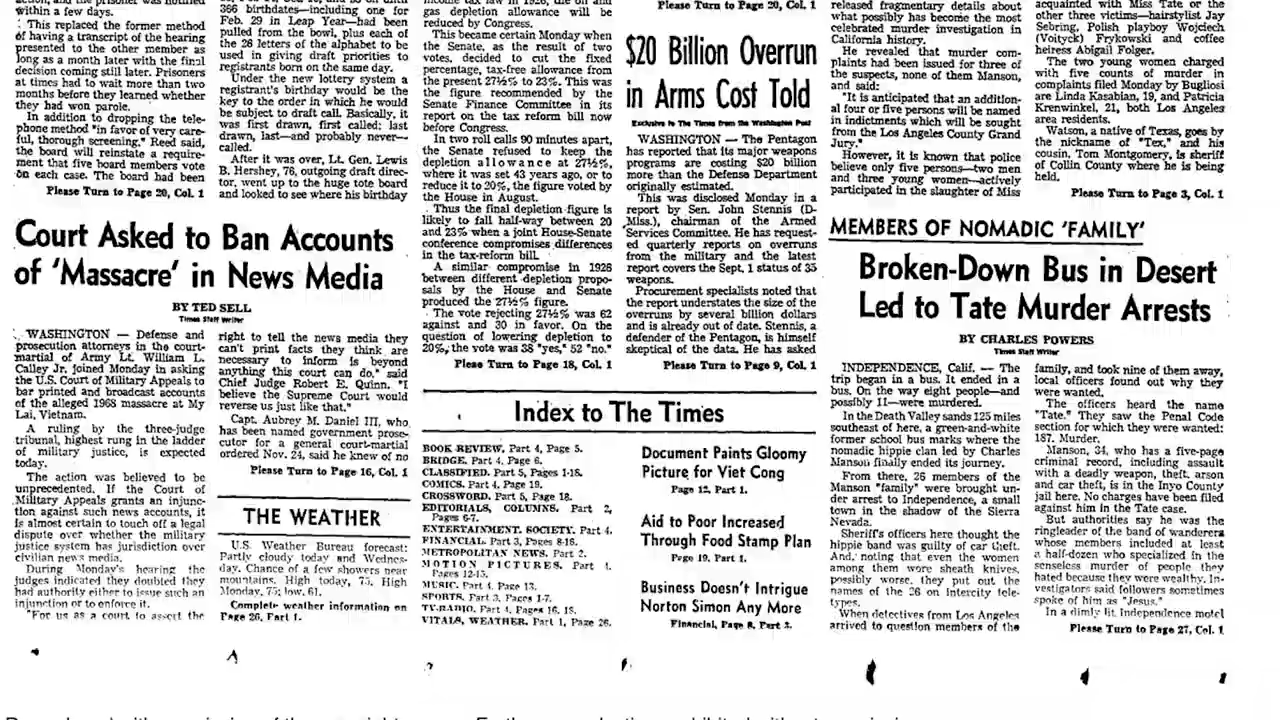 within a few days.
This replaced the former method
of having a transcript of the hearing
presented to the other member as
long as a month later with the final
decision coming still later. Prisoners
at times had to wait more than two
months before they learned whether
they had won parole.
In addition to dropping the tele-
phone method "in favor of very care-
ful, thorough screening," Reed said,
the board will reinstate a require-
ment that five board members vote
on each case. The board had been
Please Turn to Page 20, Col. 1
366 birthdates—including one for
Feb. 29 in Leap Year—had been
pulled from the bowl, plus each of
the 26 letters of the alphabet to be
used in giving draft priorities to
registrants born on the same day.
Under the new lottery system a
registrant's birthday would be the
key to the order in which he would
be subject to draft call. Basically, it
was first drawn, first called; last
drawn, last—and probably never—
called.
After it was over, Lt. Gen. Lewis
B. Hershey, 76, outgoing draft direc-
tor, went up to the huge tote board
and looked to see where his birthday
Court Asked to Ban Accounts
of 'Massacre' in News Media
BY TED SELL
Times Staff Writer
WASHINGTON — Defense and
prosecution attorneys in the court-
martial of Army Lt. William L.
Calley Jr. joined Monday in asking
the U.S. Court of Military Appeals to
bar printed and broadcast accounts
of the alleged 1968 massacre at My
Lai, Vietnam.
A ruling by the three-judge
tribunal, highest rung in the ladder
of military justice, is expected
today.
The action was believed to be
unprecedented. If the Court of
Military Appeals grants an injunc-
tion against such news accounts, it
is almost certain to touch off a legal
dispute over whether the military
justice system has jurisdiction over
civilian news media.
During Monday's hearing the
judges indicated they doubted they
had authority either to issue such an
injunction or to enforce it.
"For us as a court to assert the
right to tell the news media they
can't print facts they think are
necessary to inform is beyond
anything this court can do," said
Chief Judge Robert E. Quinn. "I
believe the Supreme Court would
reverse us just like that."
Capt. Aubrey M. Daniel III, who
has been named government prose-
cutor for a general court-martial
ordered Nov. 24, said he knew of no
Please Turn to Page 16, Col. 1
THE WEATHER
U.S. Weather Bureau forecast:
Partly cloudy today and Wednes-
day. Chance of a few showers near
mountains. High today, 75. High
Monday, 75; low, 61.
Complete weather information on
Page 26, Part 1.
gas depletion allowance will be
reduced by Congress.
This became certain Monday when
the Senate, as the result of two
votes, decided to cut the fixed
percentage, tax-free allowance from
the present 27½% to 23%. This was
the figure recommended by the
Senate Finance Committee in its
report on the tax reform bill now
before Congress.
In two roll calls 90 minutes apart,
the Senate refused to keep the
depletion allowance at 27½%,
where it was set 43 years ago, or to
reduce it to 20%, the figure voted by
the House in August.
Thus the final depletion figure is
likely to fall half-way between 20
and 23% when a joint House-Senate
conference compromises differences
in the tax-reform bill.
A similar compromise in 1926
between different depletion propo-
sals by the House and Senate
produced the 27½% figure.
The vote rejecting 27½% was 62
against and 30 in favor. On the
question of lowering depletion to
20%, the vote was 38 "yes," 52 "no."
Please Turn to Page 18, Col. 1
Please Turn to Page 20, Col. 1
$20 Billion Overrun
in Arms Cost Told
Exclusive to The Times from the Washington Post
WASHINGTON — The Pentagon
has reported that its major weapons
programs are costing $20 billion
more than the Defense Department
originally estimated.
This was disclosed Monday in a
report by Sen. John Stennis (D-
Miss.), chairman of the Armed
Services Committee. He has request-
ed quarterly reports on overruns
from the military and the latest
report covers the Sept. 1 status of 35
weapons.
Procurement specialists noted that
the report understates the size of the
overruns by several billion dollars
and is already out of date. Stennis, a
defender of the Pentagon, is himself
skeptical of the data. He has asked
Please Turn to Page 9, Col. 1
Index to The Times
BOOK REVIEW. Part 4, Page 5.
BRIDGE. Part 4, Page 6.
CLASSIFIED. Part 5, Pages 1-18.
COMICS. Part 4, Page 19.
CROSSWORD. Part 5, Page 18.
EDITORIALS, COLUMNS. Part 2,
Pages 6-7.
ENTERTAINMENT. SOCIETY. Part 4.
FINANCIAL. Part 3, Pages 8-16.
METROPOLITAN NEWS. Part 2.
MOTION PICTURES. Part 4,
Pages 12-15.
MUSIC. Part 4, Page 13.
SPORTS. Part 3, Pages 1-7.
TV-RADIO. Part 4, Pages 16, 18.
VITALS, WEATHER. Part 1, Page 26.
Document Paints Gloomy
Picture for Viet Cong
Page 12, Part 1.
Aid to Poor Increased
Through Food Stamp Plan
Page 19, Part 1.
Business Doesn't Intrigue
Norton Simon Any More
Financial, Page 8, Part 3.
released fragmentary details about
what possibly has become the most
celebrated murder investigation in
California history.
He revealed that murder com-
plaints had been issued for three of
the suspects, none of them Manson,
and said:
"It is anticipated that an addition-
al four or five persons will be named
in indictments which will be sought
from the Los Angeles County Grand
Jury."
However, it is known that police
believe only five persons—two men
and three young women—actively
participated in the slaughter of Miss
acquainted with Miss Tate or the
other three victims—hairstylist Jay
Sebring, Polish playboy Wojciech
(Voityck) Frykowski and coffee
heiress Abigail Folger.
The two young women charged
with five counts of murder in
complaints filed Monday by Bugliosi
are Linda Kasabian, 19, and Patricia
Krenwinkel, 21, both Los Angeles
area residents.
Watson, a native of Texas, goes by
the nickname of "Tex," and his
cousin, Tom Montgomery, is sheriff
of Collin County where he is being
held.
Please Turn to Page 3, Col. 1
MEMBERS OF NOMADIC 'FAMILY'
Broken-Down Bus in Desert
Led to Tate Murder Arrests
BY CHARLES POWERS
Times Staff Writer
INDEPENDENCE, Calif. — The
trip began in a bus. It ended in a
bus. On the way eight people—and
possibly 11—were murdered.
In the Death Valley sands 125 miles
southeast of here, a green-and-white
former school bus marks where the
nomadic hippie clan led by Charles
Manson finally ended its journey.
From there, 26 members of the
Manson "family" were brought un-
der arrest to Independence, a small
town in the shadow of the Sierra
Nevada.
Sheriff's officers here thought the
hippie band was guilty of car theft.
And, noting that even the women
among them wore sheath knives,
possibly worse, they put out the
names of the 26 on intercity tele-
types.
When detectives from Los Angeles
arrived to question members of the
family, and took nine of them away,
local officers found out why they
were wanted.
The officers heard the name
"Tate." They saw the Penal Code
section for which they were wanted:
187. Murder.
Manson, 34, who has a five-page
criminal record, including assault
with a deadly weapon, theft, arson
and car theft, is in the Inyo County
jail here. No charges have been filed
against him in the Tate case.
But authorities say he was the
ringleader of the band of wanderers
whose members included at least
a half-dozen who specialized in the
senseless murder of people they
hated because they were wealthy. In-
vestigators said followers sometimes
spoke of him as "Jesus."
In a dimly lit Independence motel
Please Turn to Page 27, Col. 1